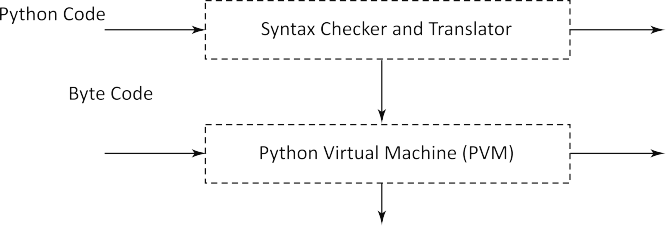 Python Code
Syntax Checker and Translator
Byte Code
Python Virtual Machine (PVM)